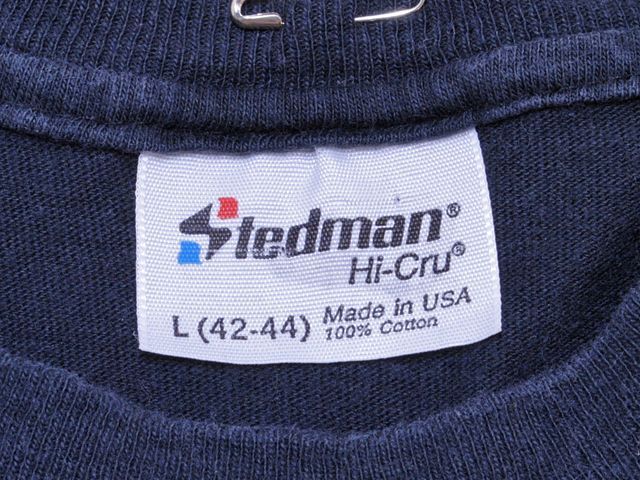 Stedman®
Hi-Cru®
L (42-44) Made in USA
100% Cotton